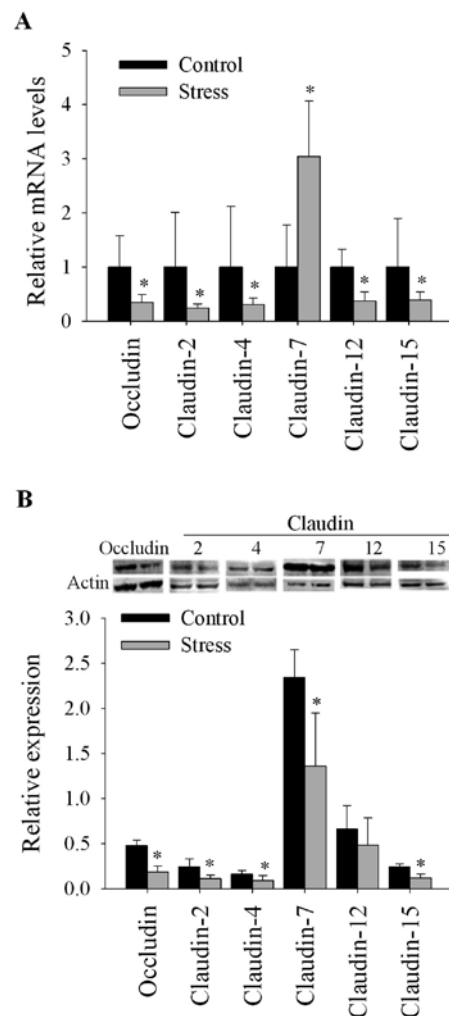 A
Relative mRNA levels
5
4
3
2
1
0
Control
Stress
*
* * * * *
Occludin
Claudin-2
Claudin-4
Claudin-7
Claudin-12
Claudin-15
B
Claudin
Occludin 2 4 7 12 15
Actin
Relative expression
3.0
2.5
2.0
1.5
1.0
0.5
0.0
Control
Stress
*
* * * *
Occludin
Claudin-2
Claudin-4
Claudin-7
Claudin-12
Claudin-15